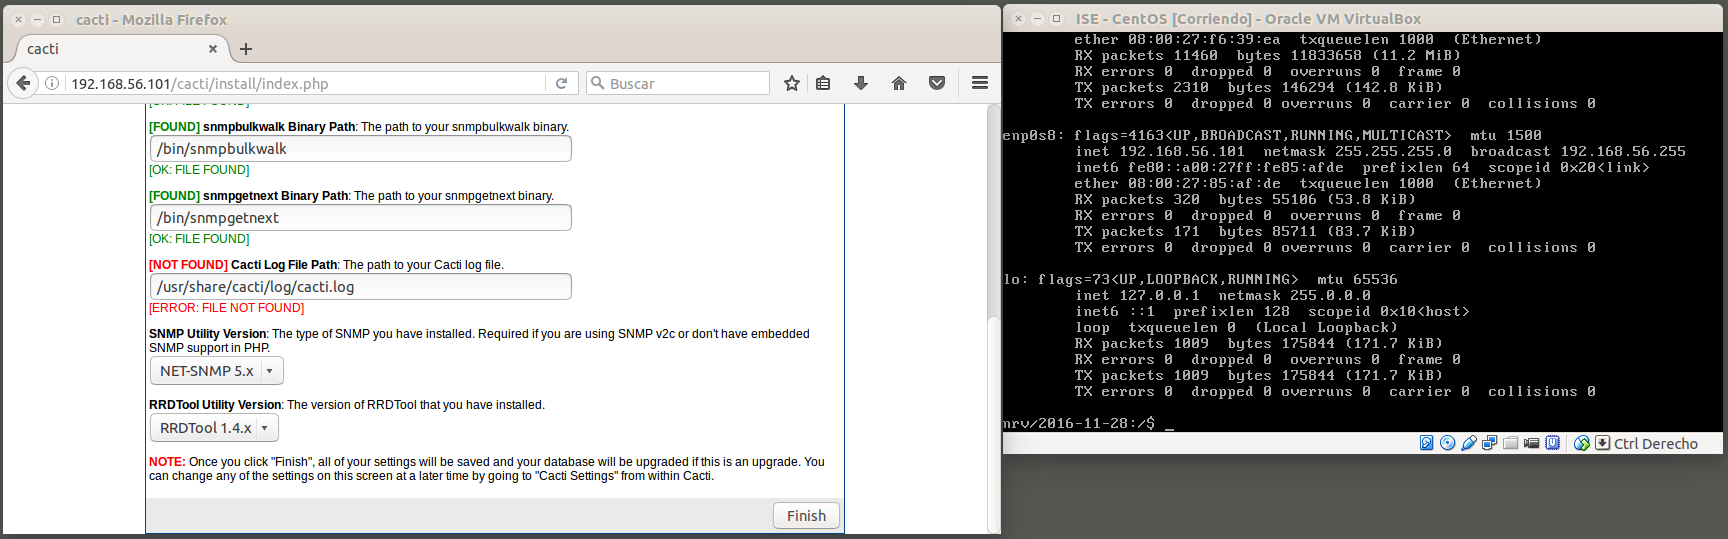 cacti - Mozilla Firefox
cacti
192.168.56.101/cacti/install/index.php
Buscar
[FOUND] snmpbulkwalk Binary Path: The path to your snmpbulkwalk binary.
/bin/snmpbulkwalk
[OK: FILE FOUND]
[FOUND] snmpgetnext Binary Path: The path to your snmpgetnext binary.
/bin/snmpgetnext
[OK: FILE FOUND]
[NOT FOUND] Cacti Log File Path: The path to your Cacti log file.
/usr/share/cacti/log/cacti.log
[ERROR: FILE NOT FOUND]
SNMP Utility Version: The type of SNMP you have installed. Required if you are using SNMP v2c or don't have embedded
SNMP support in PHP.
NET-SNMP 5.x
RRDTool Utility Version: The version of RRDTool that you have installed.
RRDTool 1.4.x
NOTE: Once you click "Finish", all of your settings will be saved and your database will be upgraded if this is an upgrade. You
can change any of the settings on this screen at a later time by going to "Cacti Settings" from within Cacti.
Finish
ISE - CentOS [Corriendo] - Oracle VM VirtualBox
ether 08:00:27:f6:39:ea txqueuelen 1000 (Ethernet)
RX packets 11460 bytes 11833658 (11.2 MiB)
RX errors 0 dropped 0 overruns 0 frame 0
TX packets 2310 bytes 146294 (142.8 KiB)
TX errors 0 dropped 0 overruns 0 carrier 0 collisions 0
enp0s8: flags=4163<UP,BROADCAST,RUNNING,MULTICAST> mtu 1500
inet 192.168.56.101 netmask 255.255.255.0 broadcast 192.168.56.255
inet6 fe80::a00:27ff:fe85:afde prefixlen 64 scopeid 0x20<link>
ether 08:00:27:85:af:de txqueuelen 1000 (Ethernet)
RX packets 320 bytes 55106 (53.8 KiB)
RX errors 0 dropped 0 overruns 0 frame 0
TX packets 171 bytes 85711 (83.7 KiB)
TX errors 0 dropped 0 overruns 0 carrier 0 collisions 0
lo: flags=73<UP,LOOPBACK,RUNNING> mtu 65536
inet 127.0.0.1 netmask 255.0.0.0
inet6 ::1 prefixlen 128 scopeid 0x10<host>
loop txqueuelen 0 (Local Loopback)
RX packets 1009 bytes 175844 (171.7 KiB)
RX errors 0 dropped 0 overruns 0 frame 0
TX packets 1009 bytes 175844 (171.7 KiB)
TX errors 0 dropped 0 overruns 0 carrier 0 collisions 0
mrv/2016-11-28:/$ _
Ctrl Derecho